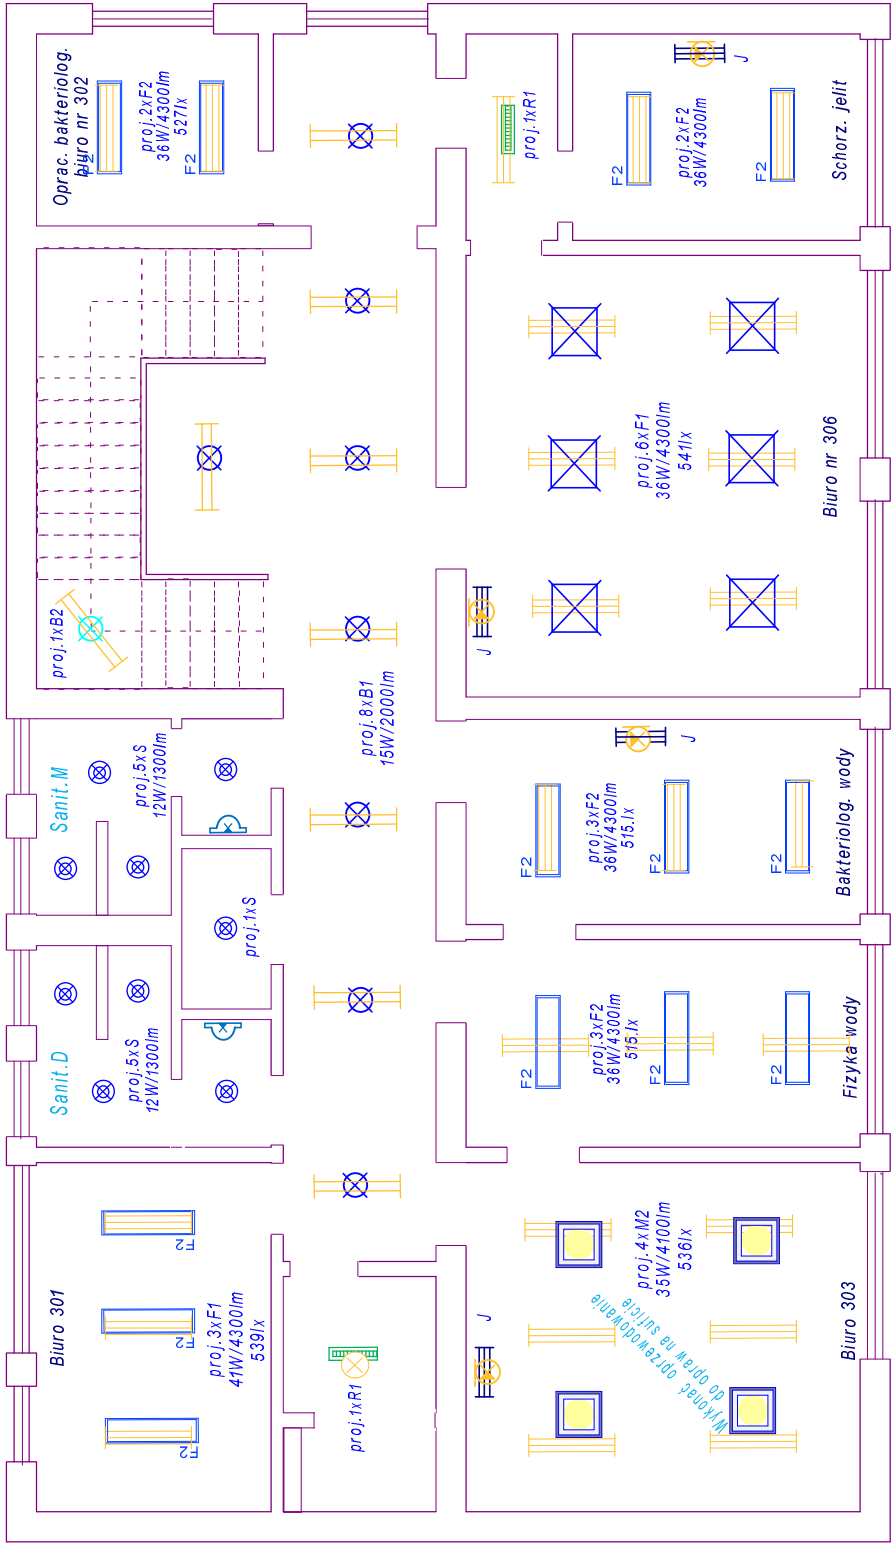 Oprac. bakteriolog.
biuro nr 302
F2
proj.2xF2
36W/4300lm
527lx
F2
proj.1xR1
J
F2
proj.2xF2
36W/4300lm
F2
Schorz. jelit
proj.6xF1
36W/4300lm
541lx
Biuro nr 306
proj.1xB2
J
proj.8xB1
15W/2000lm
Sanit.M
proj.5xS
12W/1300lm
J
F2
proj.3xF2
36W/4300lm
515.lx
F2
F2
Bakteriolog. wody
proj.1xS
Sanit.D
proj.5xS
12W/1300lm
F2
proj.3xF2
36W/4300lm
515.lx
F2
F2
Fizyka wody
Biuro 301
F2
F2
F2
proj.3xF1
41W/4300lm
539lx
proj.1xR1
J
proj.4xM2
35W/4100lm
536lx
Wykonać oprzewodowanie
do opraw na suficie
Biuro 303